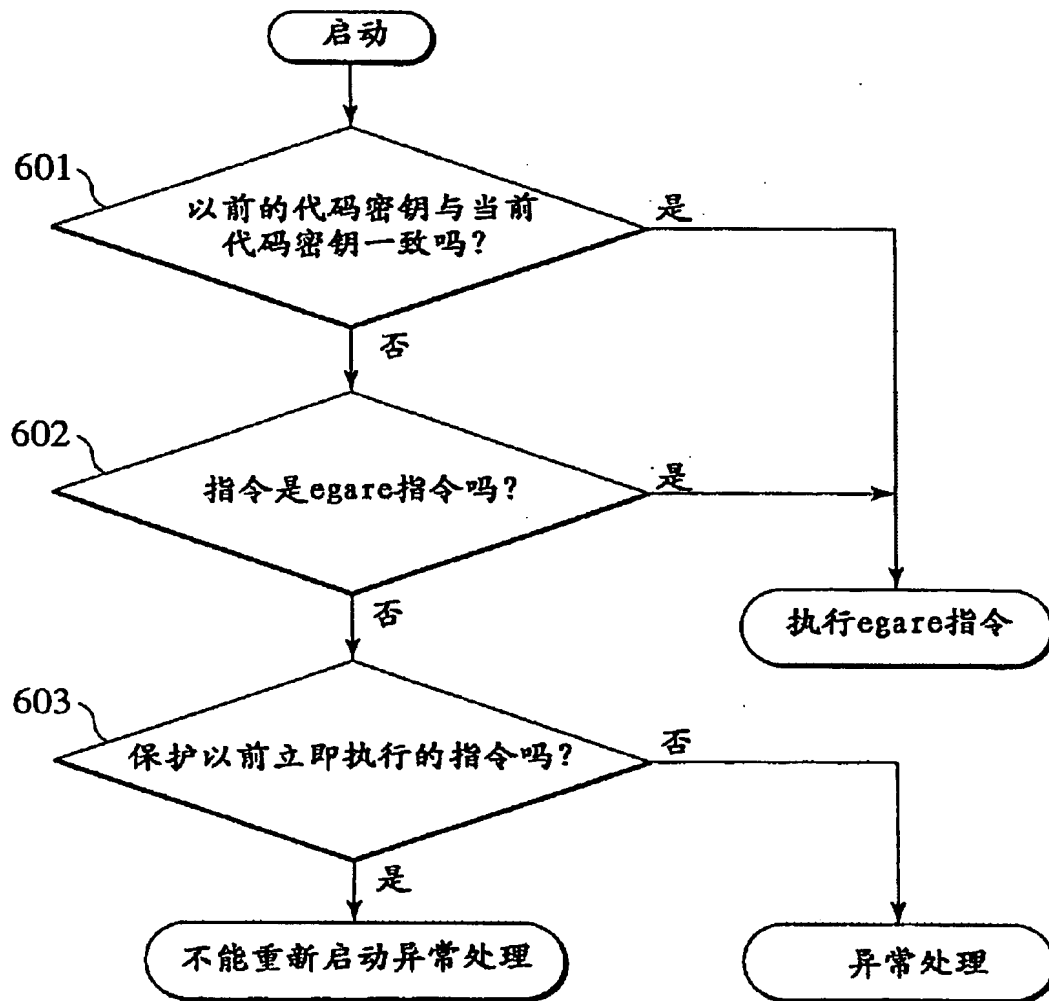 启动
601
以前的代码密钥与当前
代码密钥一致吗?
是
否
602
指令是egare指令吗?
是
否
执行egare指令
603
保护以前立即执行的指令吗?
否
是
不能重新启动异常处理
异常处理